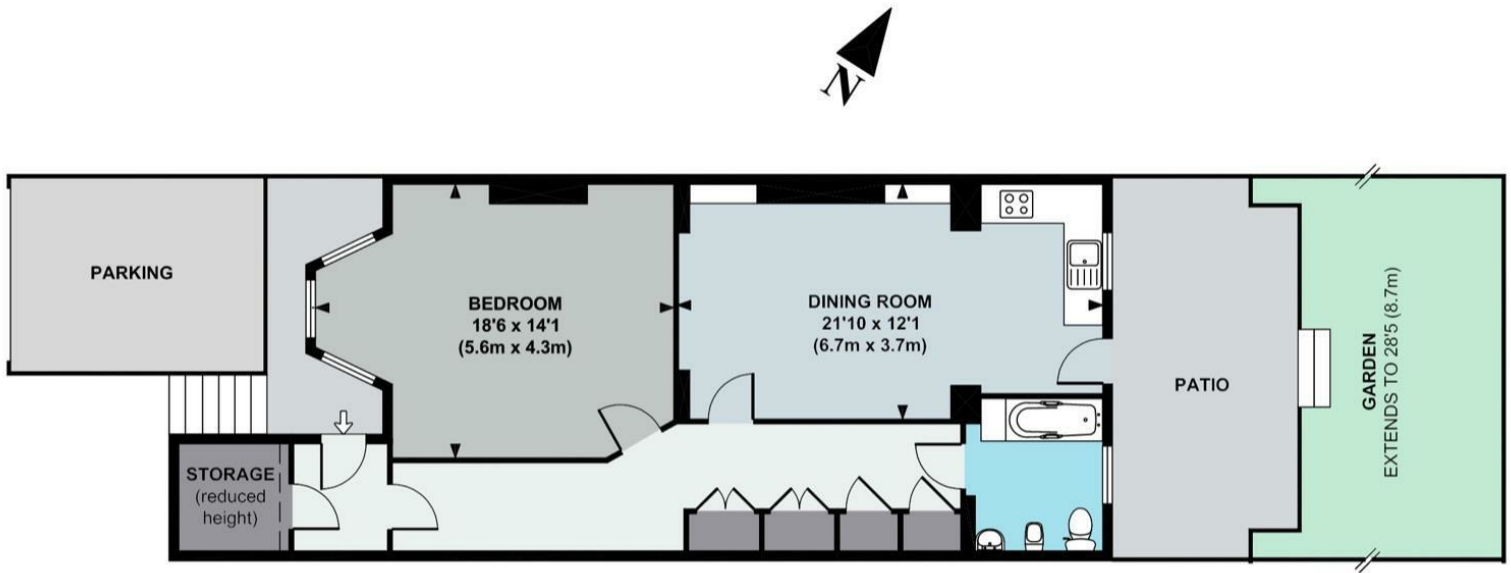 N
PARKING
BEDROOM
18'6 x 14'1
(5.6m x 4.3m)
DINING ROOM
21'10 x 12'1
(6.7m x 3.7m)
PATIO
GARDEN
EXTENDS TO 28'5 (8.7m)
STORAGE
(reduced
height)